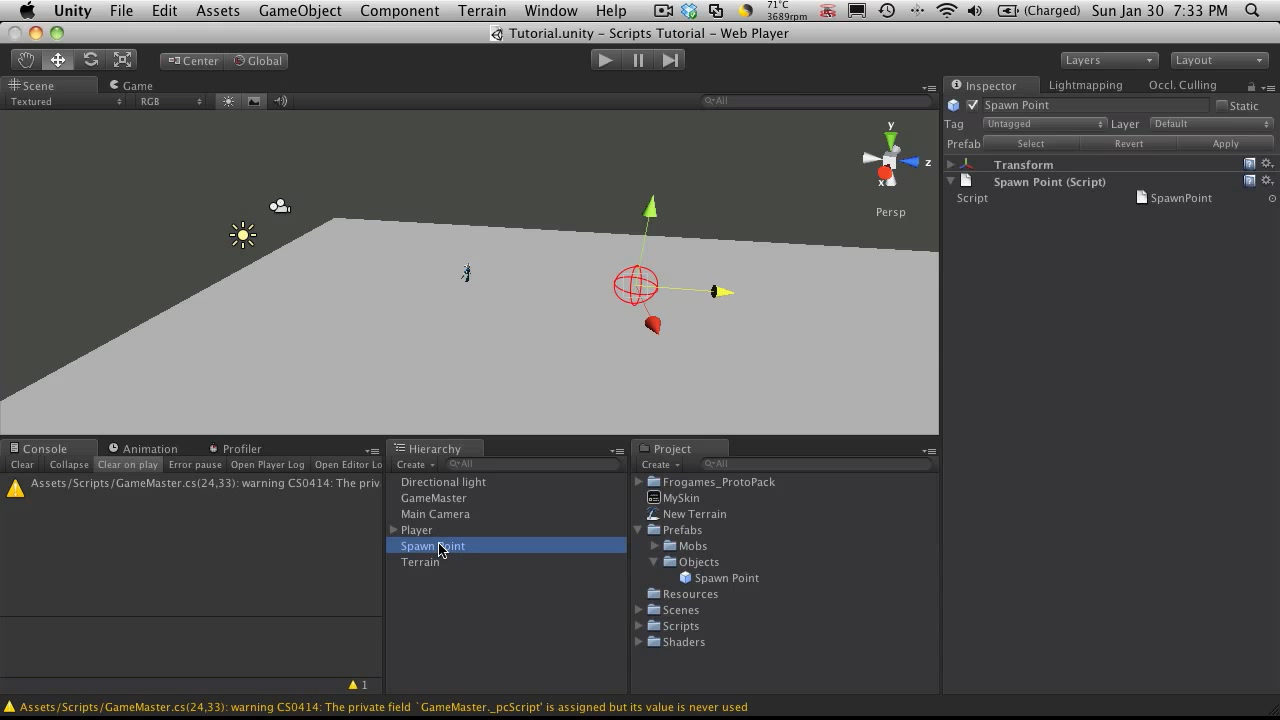 Unity File Edit Assets GameObject Component Terrain Window Help 71°C 3689rpm (Charged) Sun Jan 30 7:33 PM
Tutorial.unity – Scripts Tutorial – Web Player
Center Global Layers Layout
Scene Game
Textured RGB All
y
z
x
Persp
Inspector Lightmapping Occl. Culling
Spawn Point Static
Tag Untagged Layer Default
Prefab Select Revert Apply
Transform
Spawn Point (Script)
Script SpawnPoint
Console Animation Profiler
Clear Collapse Clear on play Error pause Open Player Log Open Editor Lo
Assets/Scripts/GameMaster.cs(24,33): warning CS0414: The priv
1
Hierarchy
Create All
Directional light
GameMaster
Main Camera
Player
Spawn Point
Terrain
Project
Create All
Frogames_ProtoPack
MySkin
New Terrain
Prefabs
Mobs
Objects
Spawn Point
Resources
Scenes
Scripts
Shaders
Assets/Scripts/GameMaster.cs(24,33): warning CS0414: The private field `GameMaster._pcScript' is assigned but its value is never used